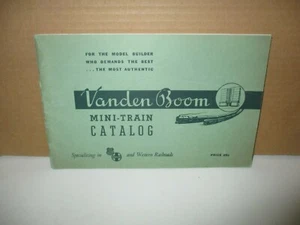 FOR THE MODEL BUILDER
WHO DEMANDS THE BEST
...THE MOST AUTHENTIC
Vanden Boom
MINI-TRAIN
CATALOG
Specializing in
and Western Railroads
PRICE